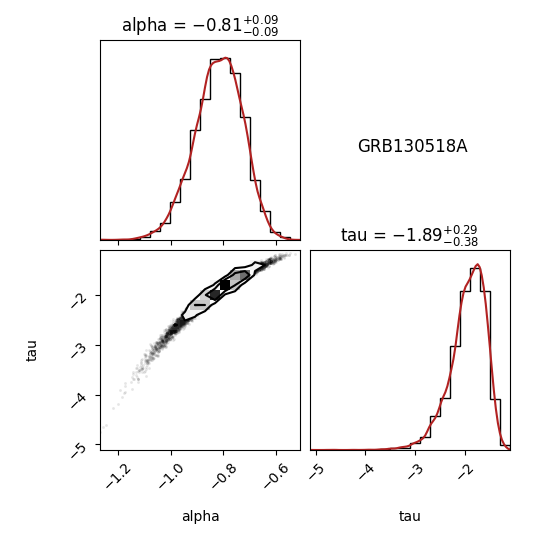 alpha = −0.81+0.09 −0.09
GRB130518A
tau = −1.89+0.29 −0.38
tau
−2
−3
−4
−5
−1.2
−1.0
−0.8
−0.6
alpha
−5
−4
−3
−2
tau